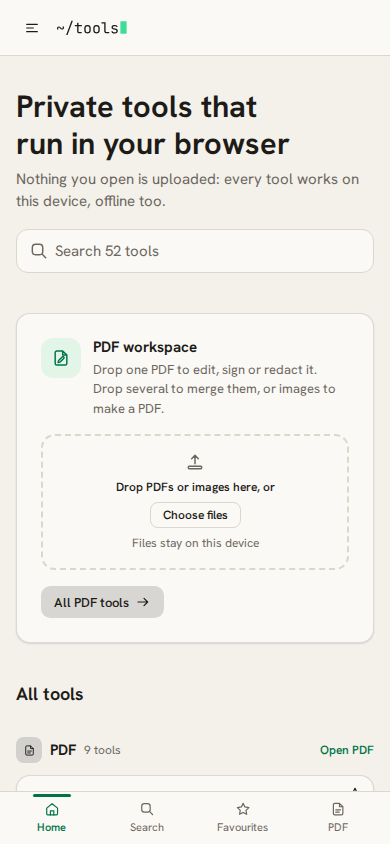 ~/tools
Private tools that
run in your browser
Nothing you open is uploaded: every tool works on
this device, offline too.
Search 52 tools
PDF workspace
Drop one PDF to edit, sign or redact it.
Drop several to merge them, or images to
make a PDF.
Drop PDFs or images here, or
Choose files
Files stay on this device
All PDF tools →
All tools
PDF 9 tools Open PDF
Home Search Favourites PDF